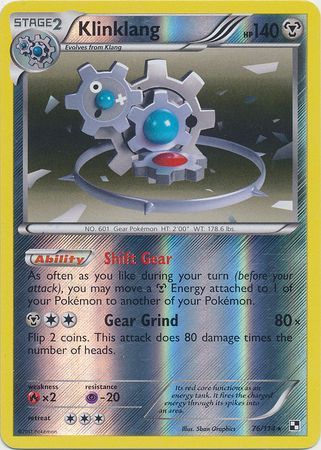 STAGE2 Klinklang HP140
Evolves from Klang
NO. 601 Gear Pokémon HT: 2'00" WT: 178.6 lbs.
Ability Shift Gear
As often as you like during your turn (before your
attack), you may move a Energy attached to 1 of
your Pokémon to another of your Pokémon.
Gear Grind 80×
Flip 2 coins. This attack does 80 damage times the
number of heads.
weakness resistance
×2 -20
retreat
Its red core functions as an
energy tank. It fires the charged
energy through its spikes into
an area.
©2011 Pokémon Illus. 5ban Graphics 76/114 ★